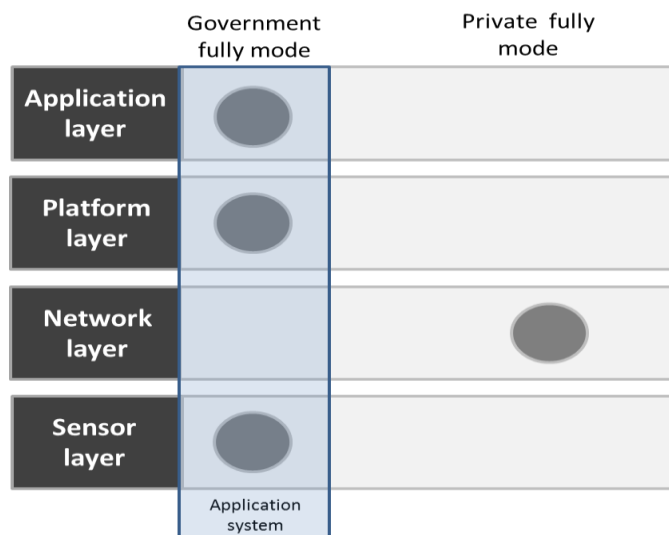 Government
fully mode
Private fully
mode
Application
layer
Platform
layer
Network
layer
Sensor
layer
Application
system